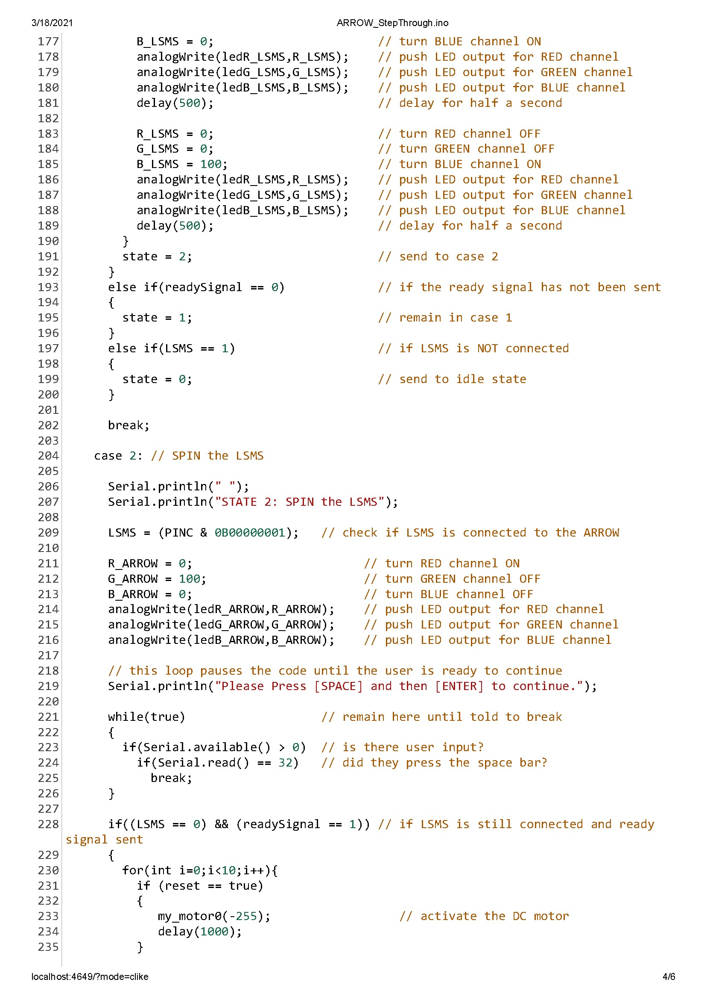 3/18/2021 ARROW_StepThrough.ino
177 B_LSMS = 0; // turn BLUE channel ON
178 analogWrite(ledR_LSMS,R_LSMS); // push LED output for RED channel
179 analogWrite(ledG_LSMS,G_LSMS); // push LED output for GREEN channel
180 analogWrite(ledB_LSMS,B_LSMS); // push LED output for BLUE channel
181 delay(500); // delay for half a second
182
183 R_LSMS = 0; // turn RED channel OFF
184 G_LSMS = 0; // turn GREEN channel OFF
185 B_LSMS = 100; // turn BLUE channel ON
186 analogWrite(ledR_LSMS,R_LSMS); // push LED output for RED channel
187 analogWrite(ledG_LSMS,G_LSMS); // push LED output for GREEN channel
188 analogWrite(ledB_LSMS,B_LSMS); // push LED output for BLUE channel
189 delay(500); // delay for half a second
190 }
191 state = 2; // send to case 2
192 }
193 else if(readySignal == 0) // if the ready signal has not been sent
194 {
195 state = 1; // remain in case 1
196 }
197 else if(LSMS == 1) // if LSMS is NOT connected
198 {
199 state = 0; // send to idle state
200 }
201
202 break;
203
204 case 2: // SPIN the LSMS
205
206 Serial.println(" ");
207 Serial.println("STATE 2: SPIN the LSMS");
208
209 LSMS = (PINC & 0B00000001); // check if LSMS is connected to the ARROW
210
211 R_ARROW = 0; // turn RED channel ON
212 G_ARROW = 100; // turn GREEN channel OFF
213 B_ARROW = 0; // turn BLUE channel OFF
214 analogWrite(ledR_ARROW,R_ARROW); // push LED output for RED channel
215 analogWrite(ledG_ARROW,G_ARROW); // push LED output for GREEN channel
216 analogWrite(ledB_ARROW,B_ARROW); // push LED output for BLUE channel
217
218 // this loop pauses the code until the user is ready to continue
219 Serial.println("Please Press [SPACE] and then [ENTER] to continue.");
220
221 while(true) // remain here until told to break
222 {
223 if(Serial.available() > 0) // is there user input?
224 if(Serial.read() == 32) // did they press the space bar?
225 break;
226 }
227
228 if((LSMS == 0) && (readySignal == 1)) // if LSMS is still connected and ready
signal sent
229 {
230 for(int i=0;i<10;i++){
231 if (reset == true)
232 {
233 my_motor0(-255); // activate the DC motor
234 delay(1000);
235 }
localhost:4649/?mode=clike 4/6